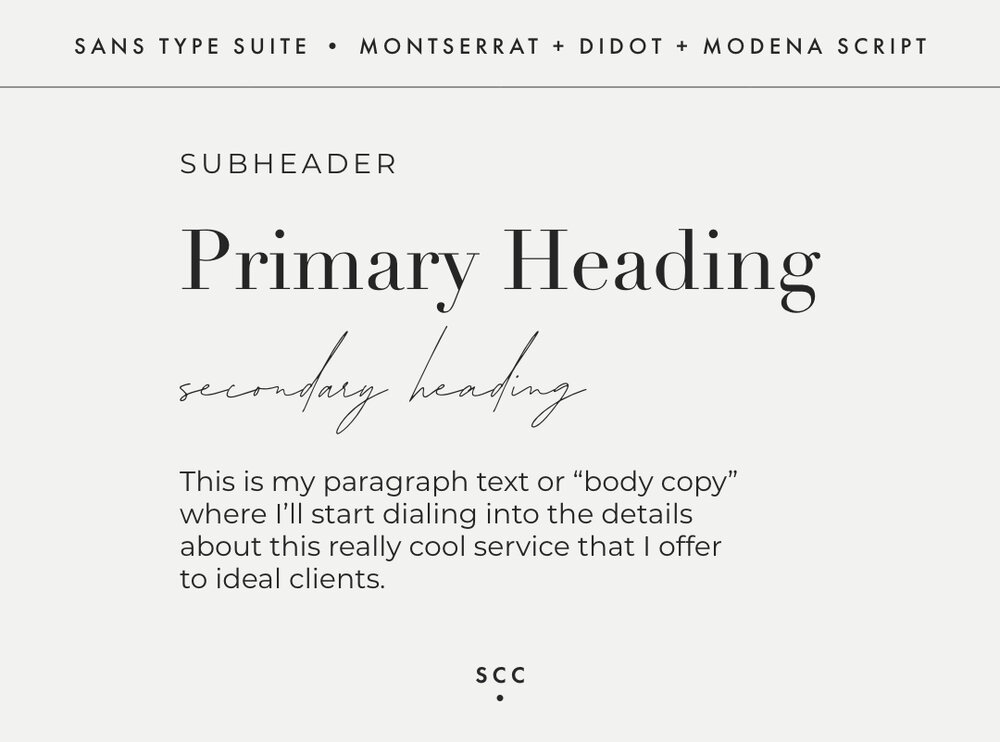 SANS TYPE SUITE • MONTSERRAT + DIDOT + MODENA SCRIPT
SUBHEADER
Primary Heading
secondary heading
This is my paragraph text or “body copy”
where I’ll start dialing into the details
about this really cool service that I offer
to ideal clients.
SCC